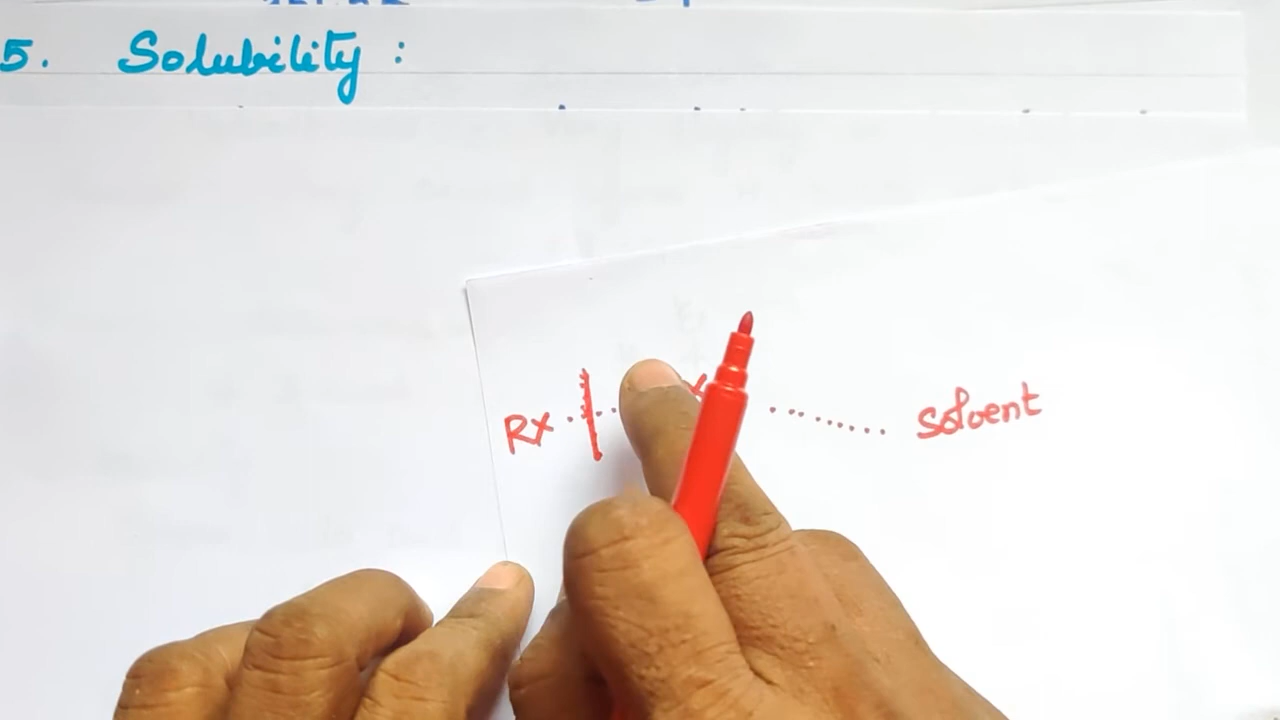 5. Solubility :
RX ...... Solvent